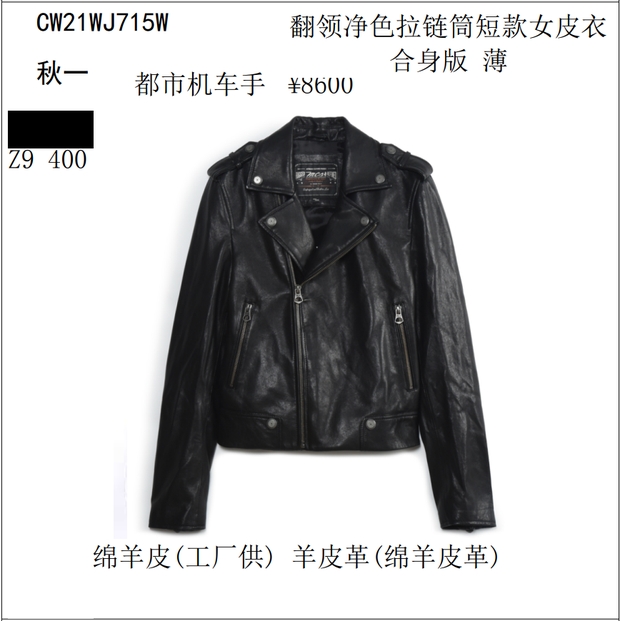 CW21WJ715W
翻领净色拉链筒短款女皮衣
秋一
合身版 薄
都市机车手 ¥8600
Z9 400
绵羊皮(工厂供) 羊皮革(绵羊皮革)